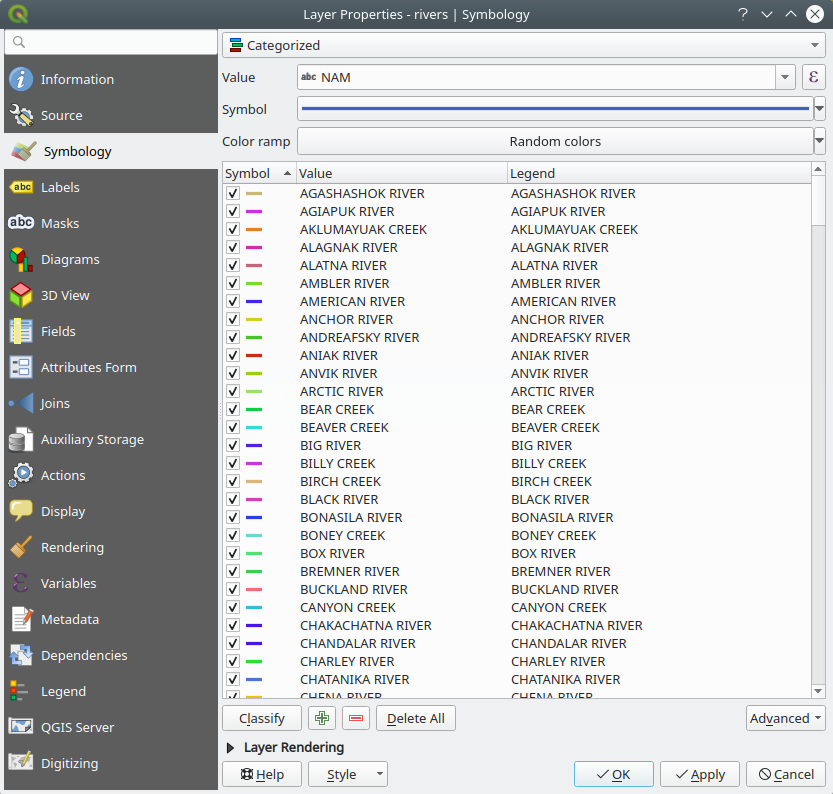 Layer Properties - rivers | Symbology
Information
Source
Symbology
abc Labels
abc Masks
Diagrams
3D View
Fields
Attributes Form
Joins
Auxiliary Storage
Actions
Display
Rendering
ε Variables
Metadata
Dependencies
Legend
QGIS Server
Digitizing
Categorized
Value abc NAM ε
Symbol
Color ramp Random colors
Symbol Value Legend
AGASHASHOK RIVER AGASHASHOK RIVER
AGIAPUK RIVER AGIAPUK RIVER
AKLUMAYUAK CREEK AKLUMAYUAK CREEK
ALAGNAK RIVER ALAGNAK RIVER
ALATNA RIVER ALATNA RIVER
AMBLER RIVER AMBLER RIVER
AMERICAN RIVER AMERICAN RIVER
ANCHOR RIVER ANCHOR RIVER
ANDREAFSKY RIVER ANDREAFSKY RIVER
ANIAK RIVER ANIAK RIVER
ANVIK RIVER ANVIK RIVER
ARCTIC RIVER ARCTIC RIVER
BEAR CREEK BEAR CREEK
BEAVER CREEK BEAVER CREEK
BIG RIVER BIG RIVER
BILLY CREEK BILLY CREEK
BIRCH CREEK BIRCH CREEK
BLACK RIVER BLACK RIVER
BONASILA RIVER BONASILA RIVER
BONEY CREEK BONEY CREEK
BOX RIVER BOX RIVER
BREMNER RIVER BREMNER RIVER
BUCKLAND RIVER BUCKLAND RIVER
CANYON CREEK CANYON CREEK
CHAKACHATNA RIVER CHAKACHATNA RIVER
CHANDALAR RIVER CHANDALAR RIVER
CHARLEY RIVER CHARLEY RIVER
CHATANIKA RIVER CHATANIKA RIVER
CHENA RIVER CHENA RIVER
Classify Delete All Advanced
Layer Rendering
Help Style OK Apply Cancel